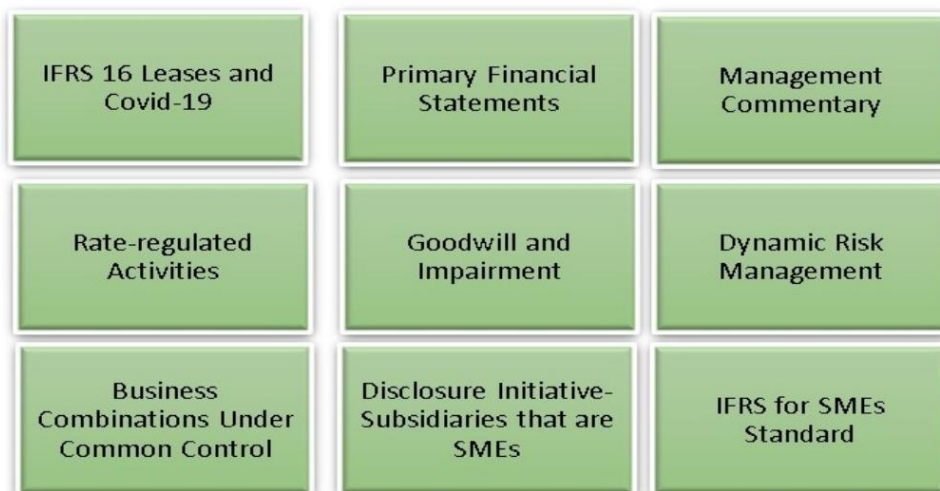 IFRS 16 Leases and
Covid-19
Primary Financial
Statements
Management
Commentary
Rate-regulated
Activities
Goodwill and
Impairment
Dynamic Risk
Management
Business
Combinations Under
Common Control
Disclosure Initiative-
Subsidiaries that are
SMEs
IFRS for SMEs
Standard